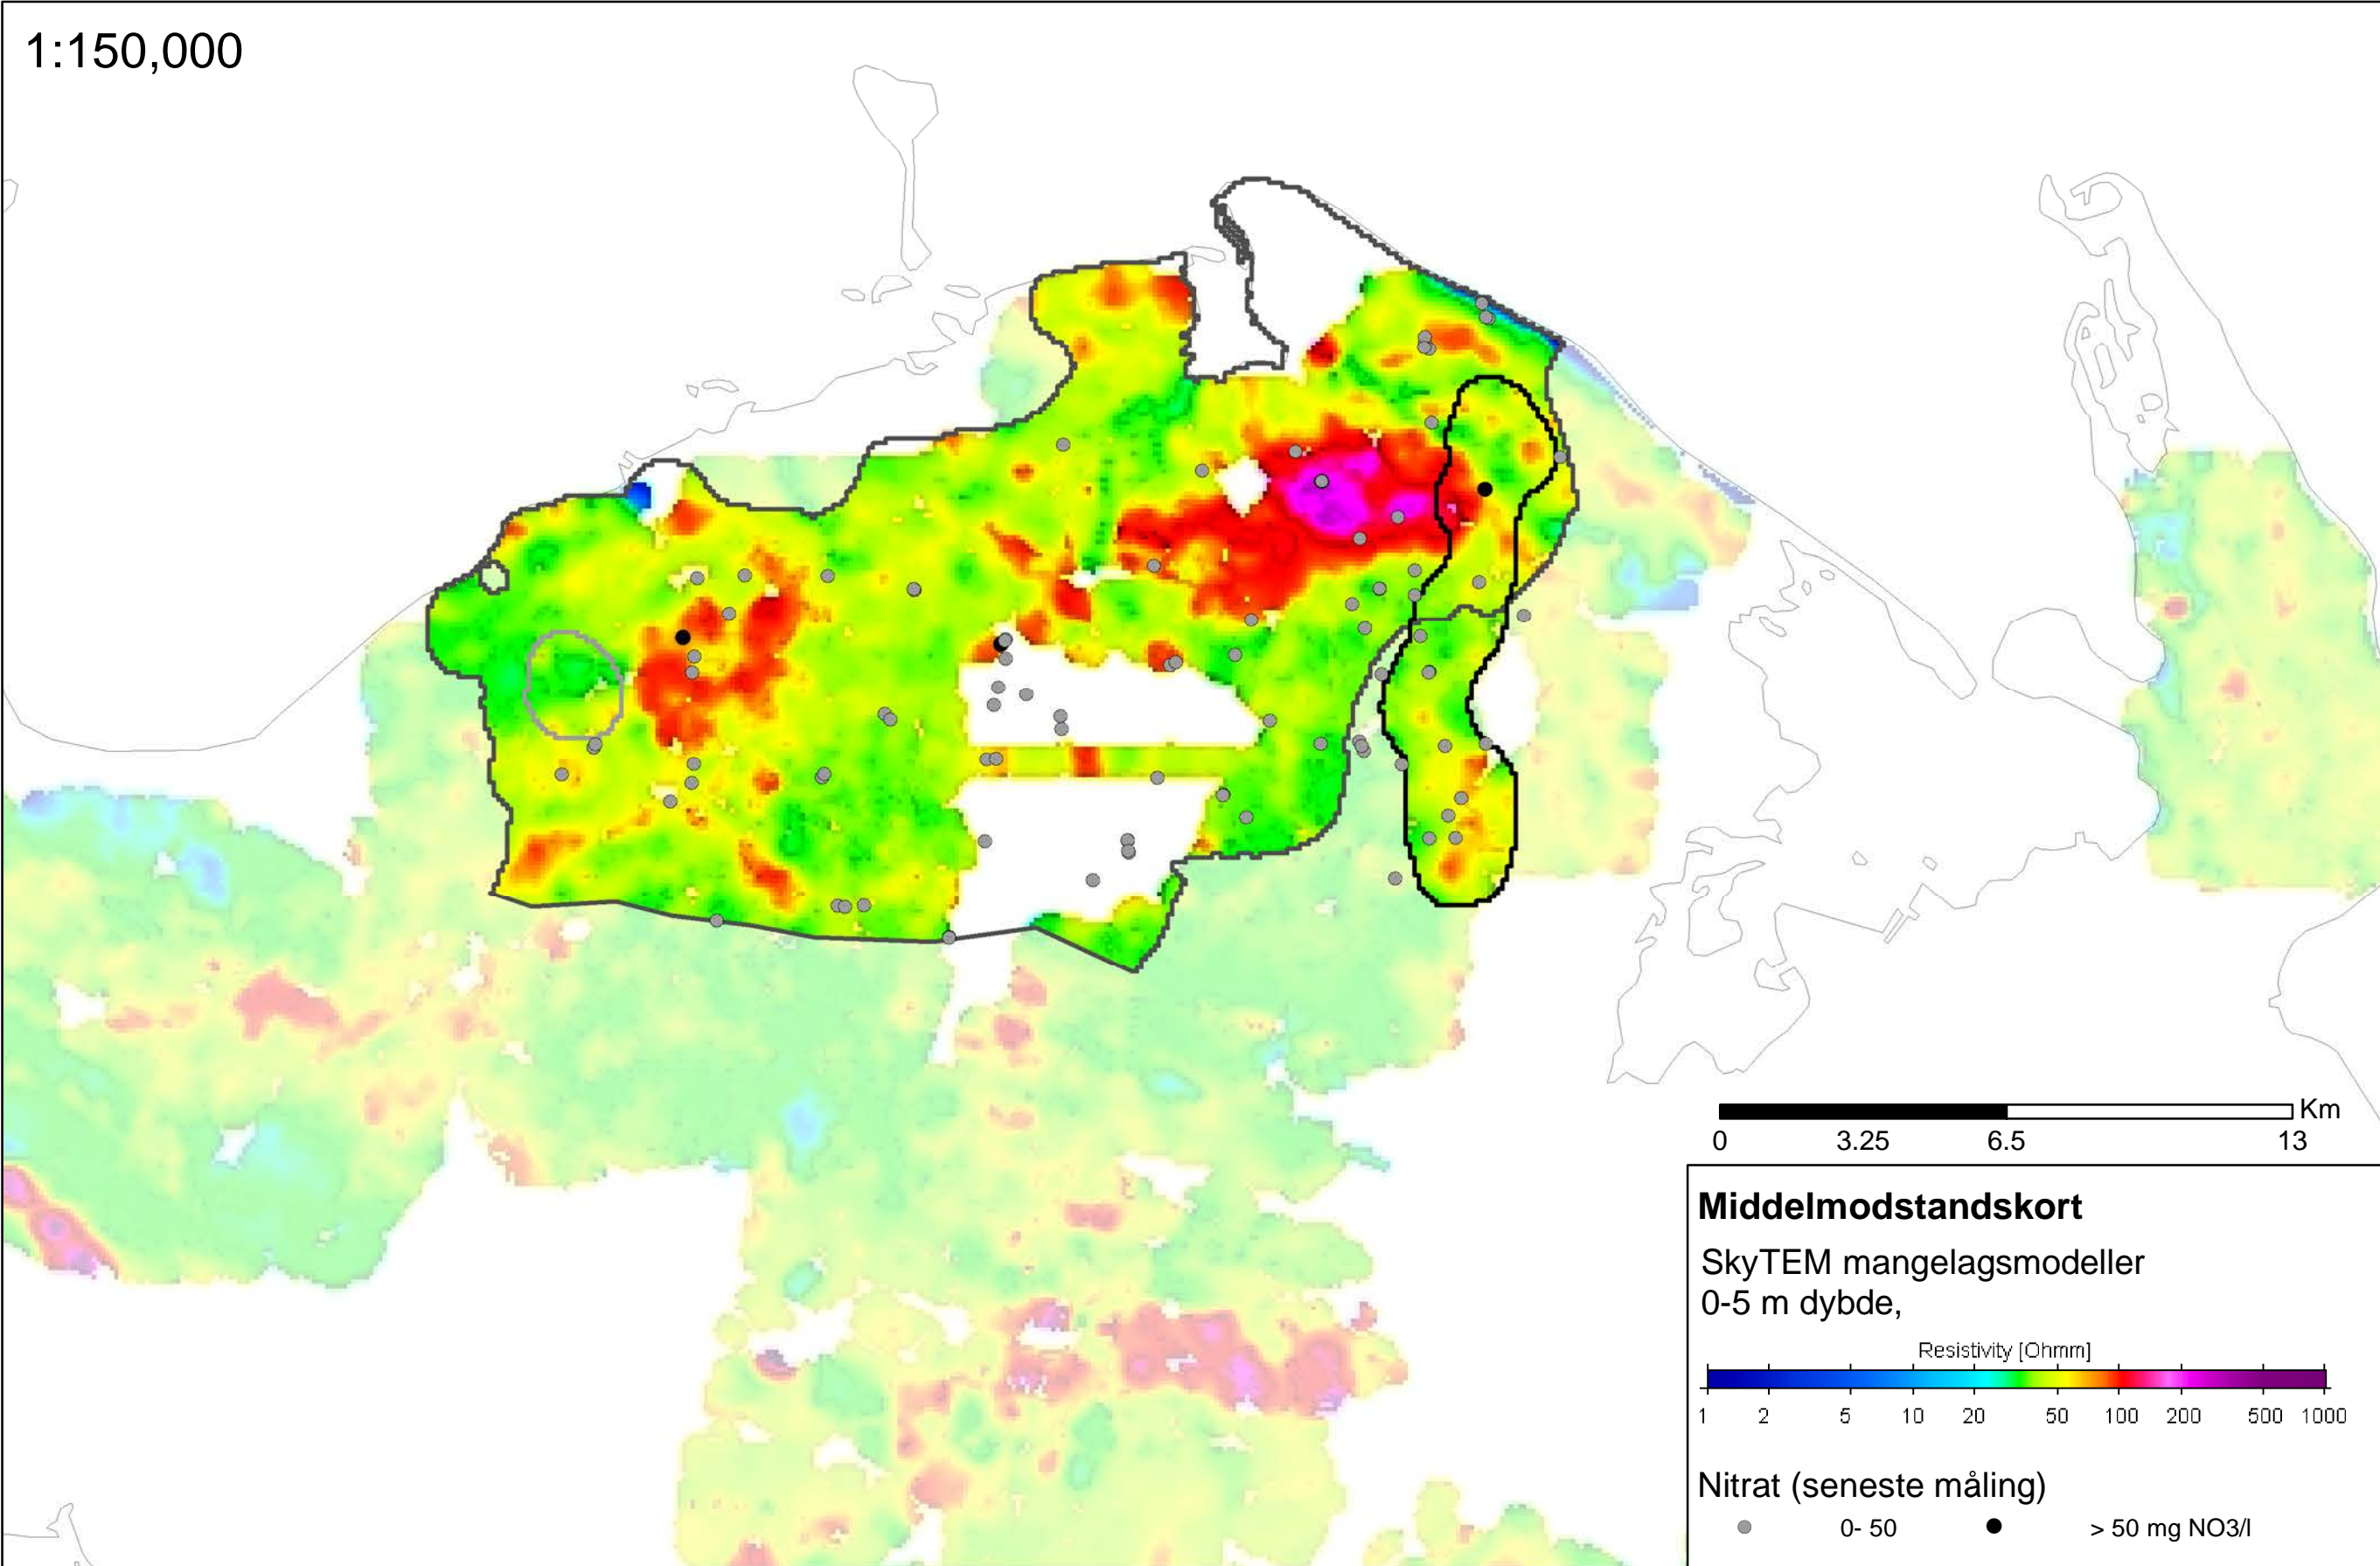 1:150,000
Km
0 3.25 6.5 13
Middelmodstandskort
SkyTEM mangelagsmodeller
0-5 m dybde,
Resistivity [Ohmm]
1 2 5 10 20 50 100 200 500 1000
Nitrat (seneste måling)
0- 50 > 50 mg NO3/l